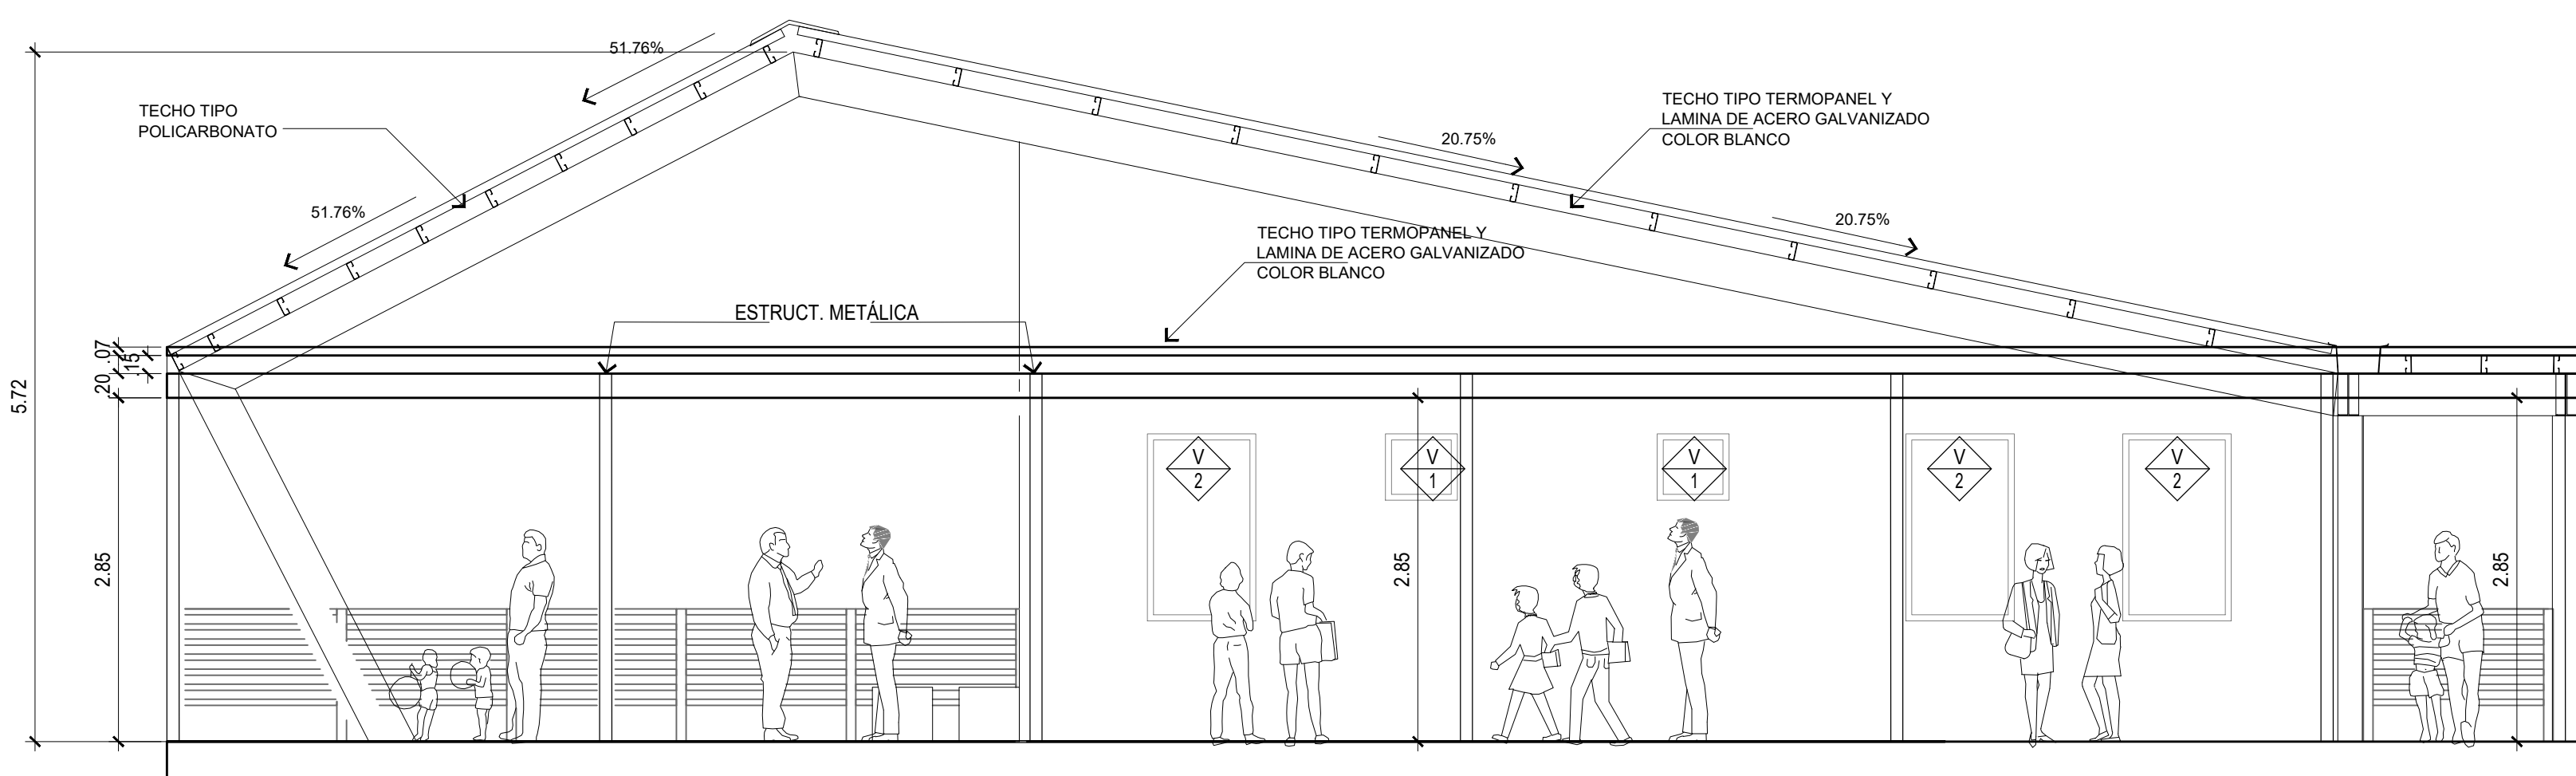 51.76%
TECHO TIPO
POLICARBONATO
51.76%
TECHO TIPO TERMOPANEL Y
LAMINA DE ACERO GALVANIZADO
COLOR BLANCO
20.75%
20.75%
TECHO TIPO TERMOPANEL Y
LAMINA DE ACERO GALVANIZADO
COLOR BLANCO
ESTRUCT. METÁLICA
5.72
.07
.15
.20
2.85
V
2
V
1
V
1
V
2
V
2
2.85
2.85